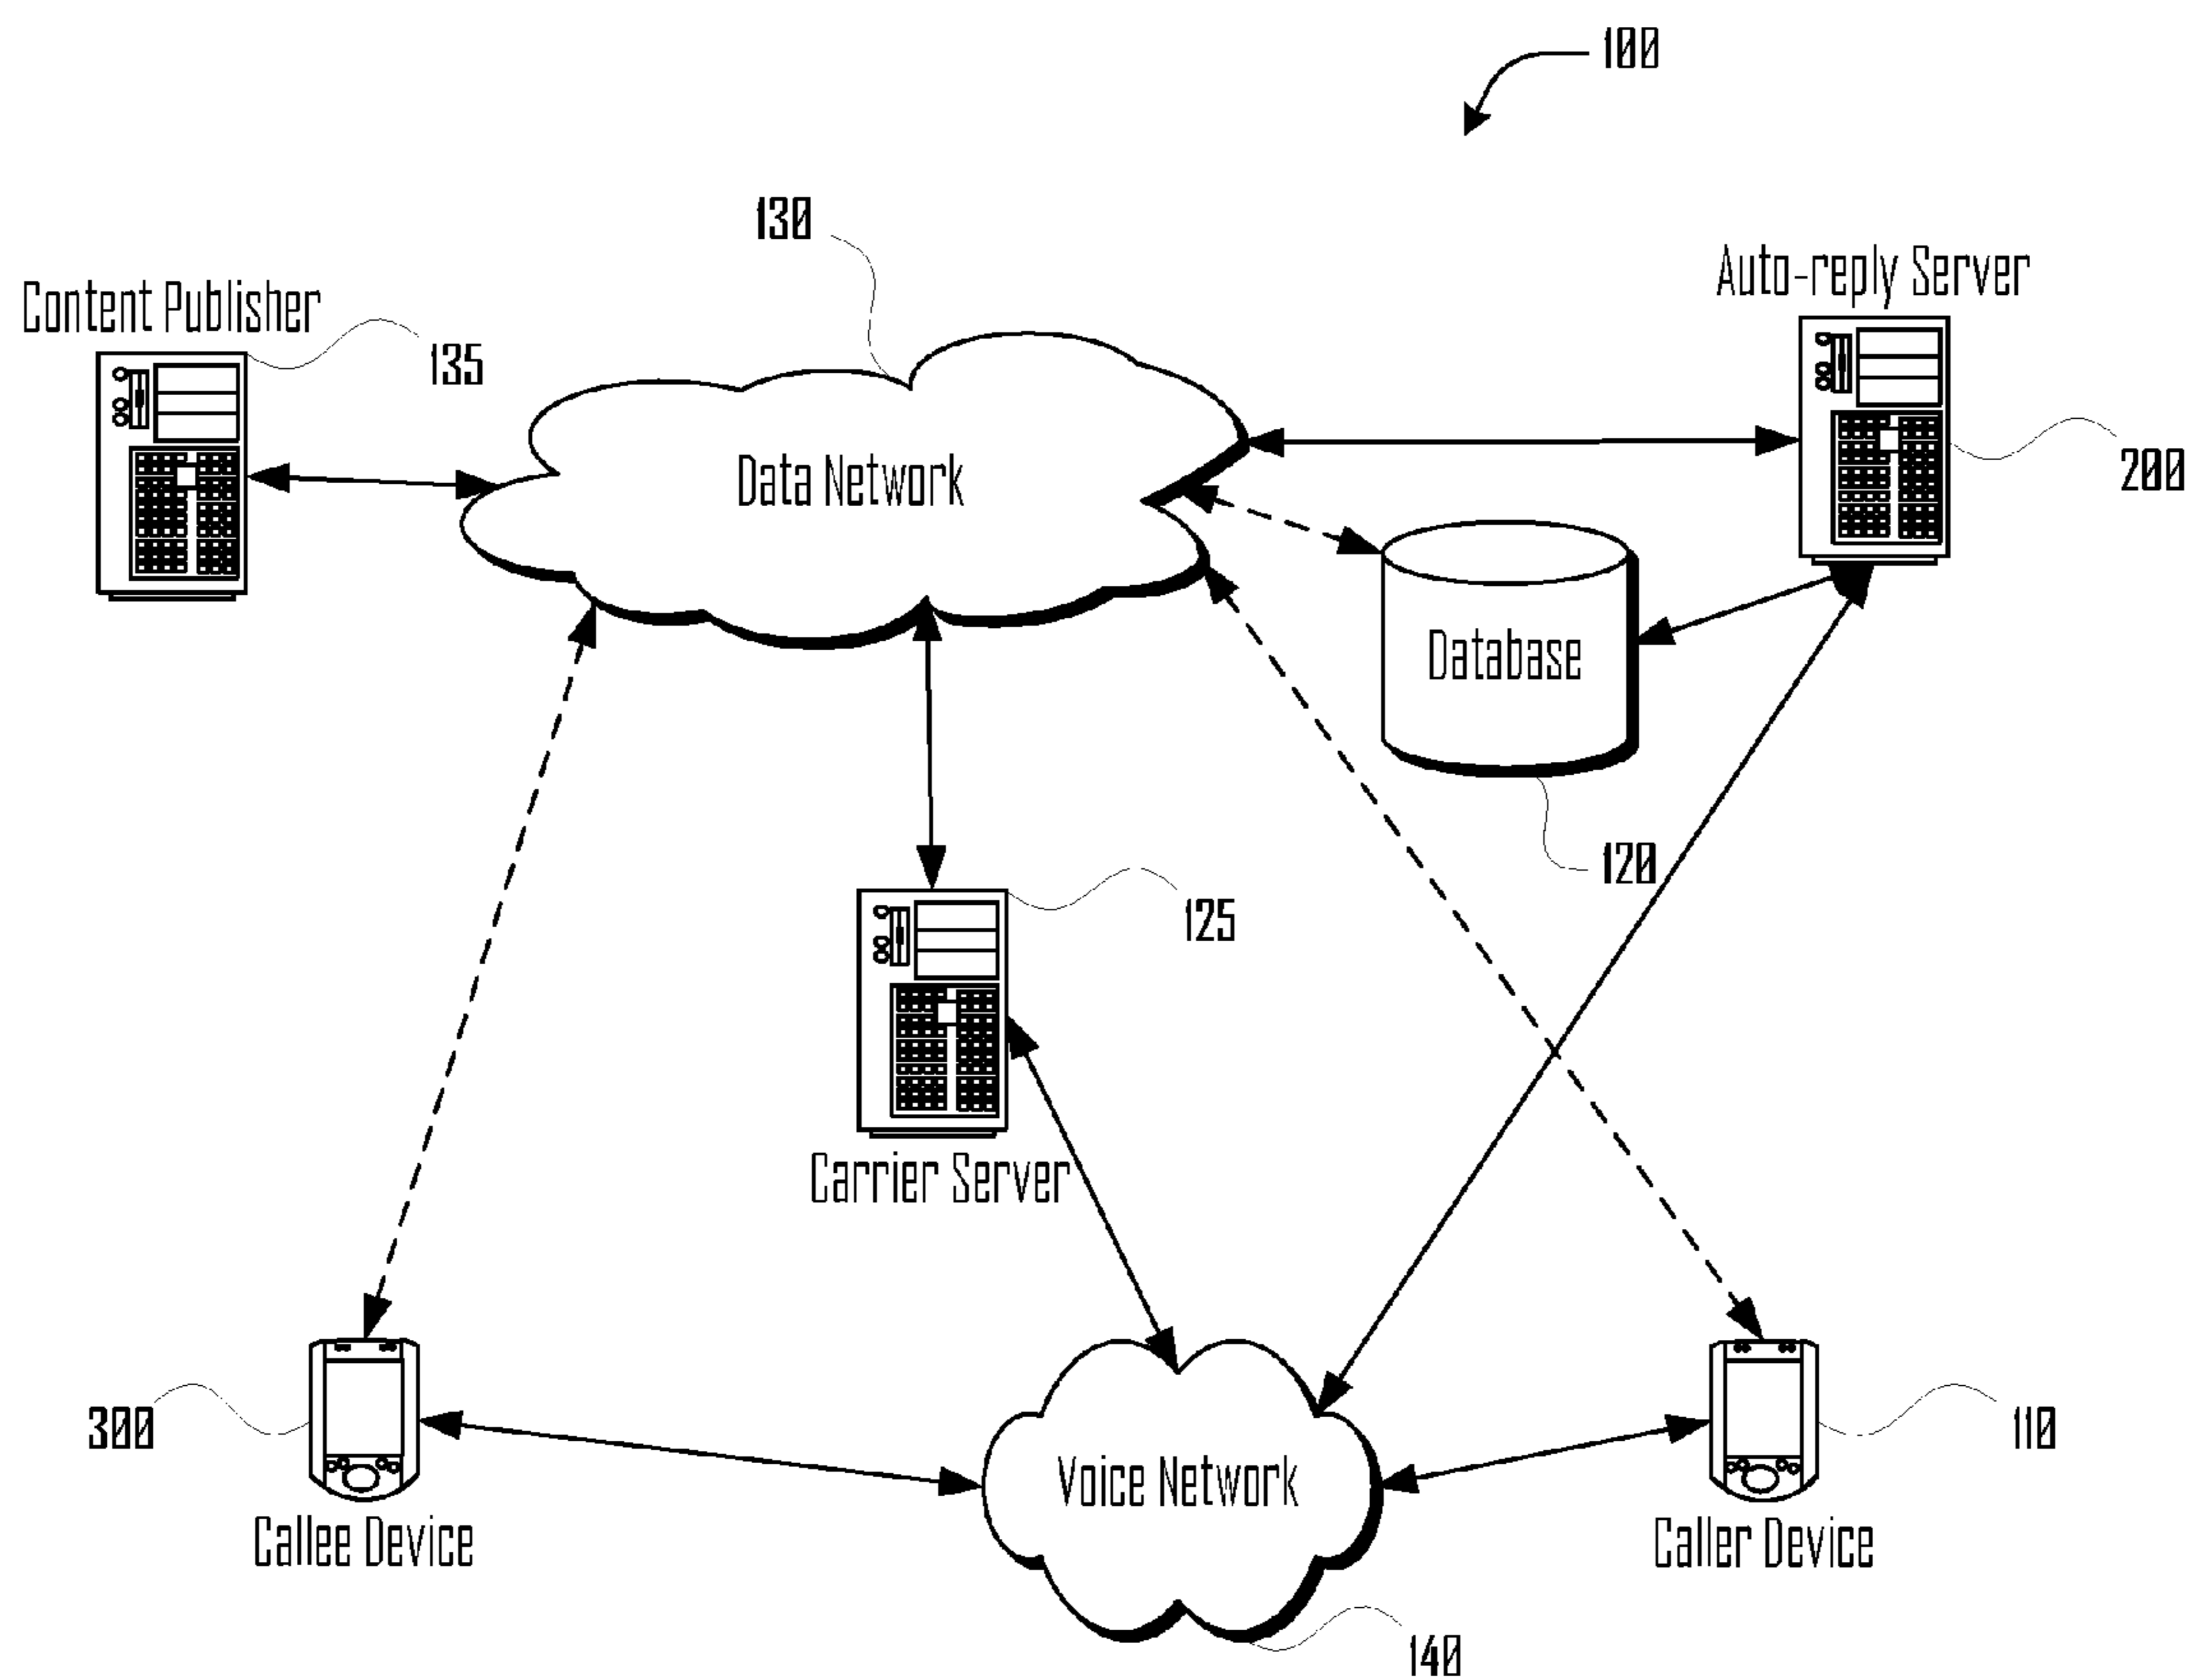 100
130
Auto-reply Server
Content Publisher
135
Data Network
200
Database
120
125
Carrier Server
300
110
Voice Network
Callee Device
Caller Device
140